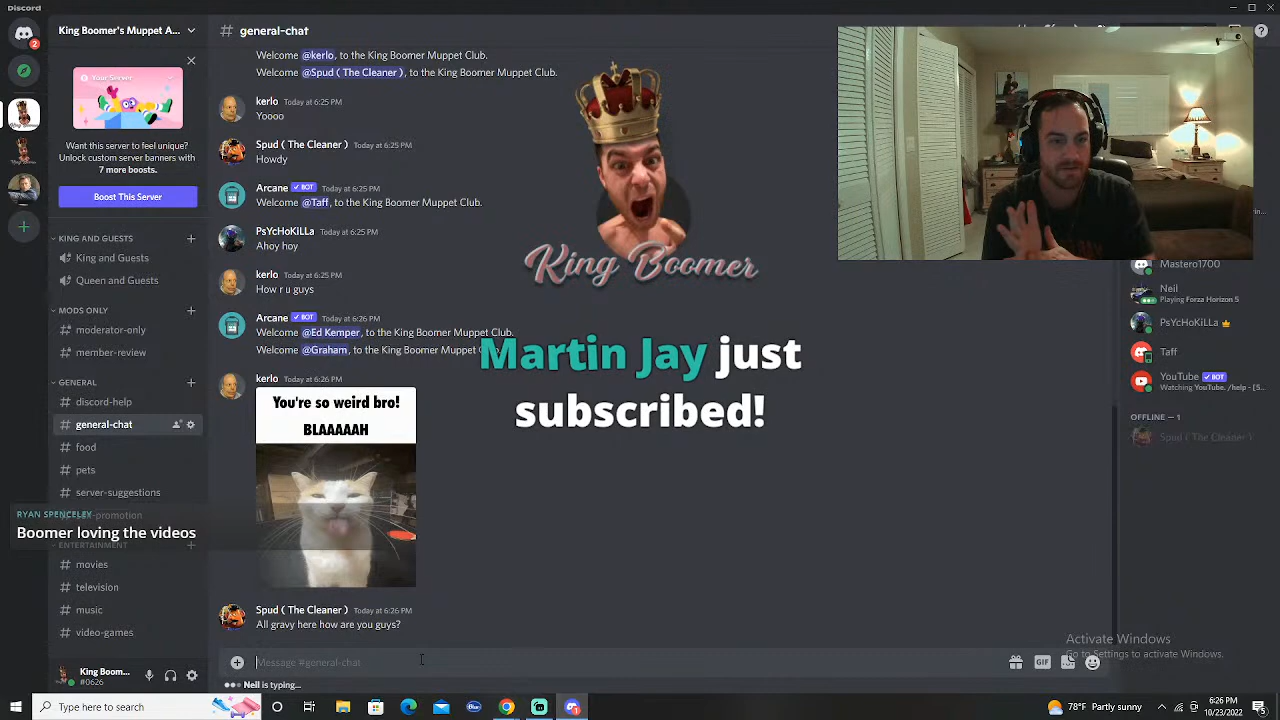 Discord
King Boomer's Muppet A...
# general-chat
2
Your Server
Want this server to look unique?
Unlock new perks with
7 more boosts.
Boost This Server
KING AND GUESTS
King and Guests
Queen and Guests
MODS ONLY
moderator-only
member-review
GENERAL
discord-help
general-chat
food
pets
server-suggestions
ENTERTAINMENT
movies
television
music
video-games
King Boom...
#0626
Welcome @kerlo, to the King Boomer Muppet Club.
Welcome @Spud ( The Cleaner ), to the King Boomer Muppet Club.
kerlo Today at 6:25 PM
Yooo
Spud ( The Cleaner ) Today at 6:25 PM
Howdy
Arcane BOT Today at 6:25 PM
Welcome @Taff, to the King Boomer Muppet Club.
PsYcHoKiLLa Today at 6:25 PM
Ahoy hoy
kerlo Today at 6:25 PM
How r u guys
Arcane BOT Today at 6:26 PM
Welcome @Ed Kemper, to the King Boomer Muppet Club.
Welcome @Graham, to the King Boomer Muppet
kerlo Today at 6:26 PM
You're so weird bro!
BLAAAAAH
Spud ( The Cleaner ) Today at 6:26 PM
All gravy here how are you guys?
Message #general-chat
GIF
Neil is typing...
King Boomer
Martin Jay just
subscribed!
RYAN SPENCELEY
Boomer loving the videos
Mastero1700
Neil
Playing Forza Horizon 5
PsYcHoKiLLa
Taff
YouTube BOT
Watching YouTube. /help - [S...
OFFLINE — 1
Spud ( The Cleaner )
Activate Windows
Go to Settings to activate Windows.
Type here to search
78°F Partly sunny
6:26 PM
10/23/2022